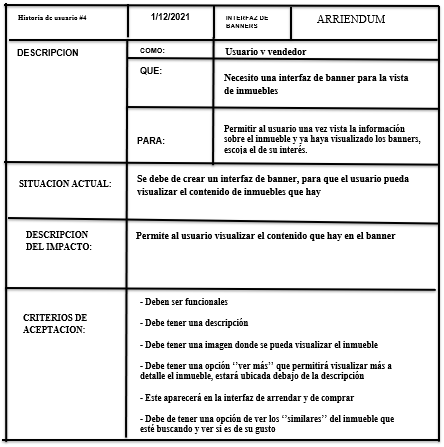 Historia de usuario #4
1/12/2021
INTERFAZ DE
BANNERS
ARRIENDUM
DESCRIPCION
COMO:
Usuario y vendedor
QUE:
Necesito una interfaz de banner para la vista
de inmuebles
PARA:
Permitir al usuario una vez vista la información
sobre el inmueble y ya haya visualizado los banners,
escoja el de su interés.
SITUACION ACTUAL:
Se debe de crear un interfaz de banner, para que el usuario pueda
visualizar el contenido de inmuebles que hay
DESCRIPCION
DEL IMPACTO:
Permite al usuario visualizar el contenido que hay en el banner
CRITERIOS DE
ACEPTACION:
- Deben ser funcionales
- Debe tener una descripción
- Debe tener una imagen donde se pueda visualizar el inmueble
- Debe tener una opción ‘’ver más’’ que permitirá visualizar más a
detalle el inmueble, estará ubicada debajo de la descripción
- Este aparecerá en la interfaz de arrendar y de comprar
- Debe de tener una opción de ver los ‘’similares’’ del inmueble que
esté buscando y ver si es de su gusto